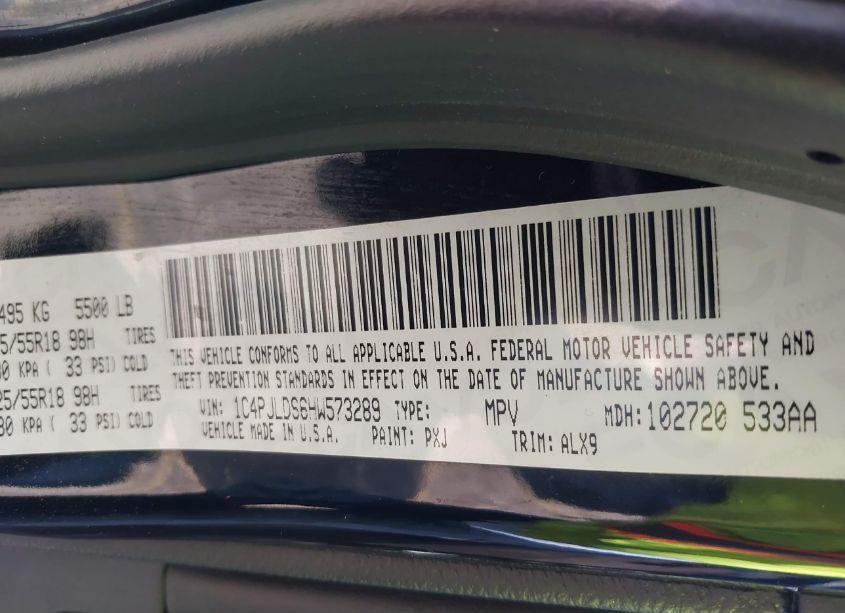 495 KG 5500 LB
5/55R18 98H TIRES
30 KPA ( 33 PSI) COLD
25/55R18 98H TIRES
30 KPA ( 33 PSI) COLD
THIS VEHICLE CONFORMS TO ALL APPLICABLE U.S.A. FEDERAL MOTOR VEHICLE SAFETY AND
THEFT PREVENTION STANDARDS IN EFFECT ON THE DATE OF MANUFACTURE SHOWN ABOVE.
VIN: 1C4PJLDS6HW573289 TYPE: MPV MDH: 102720 533AA
VEHICLE MADE IN U.S.A. PAINT: PXJ TRIM: ALX9